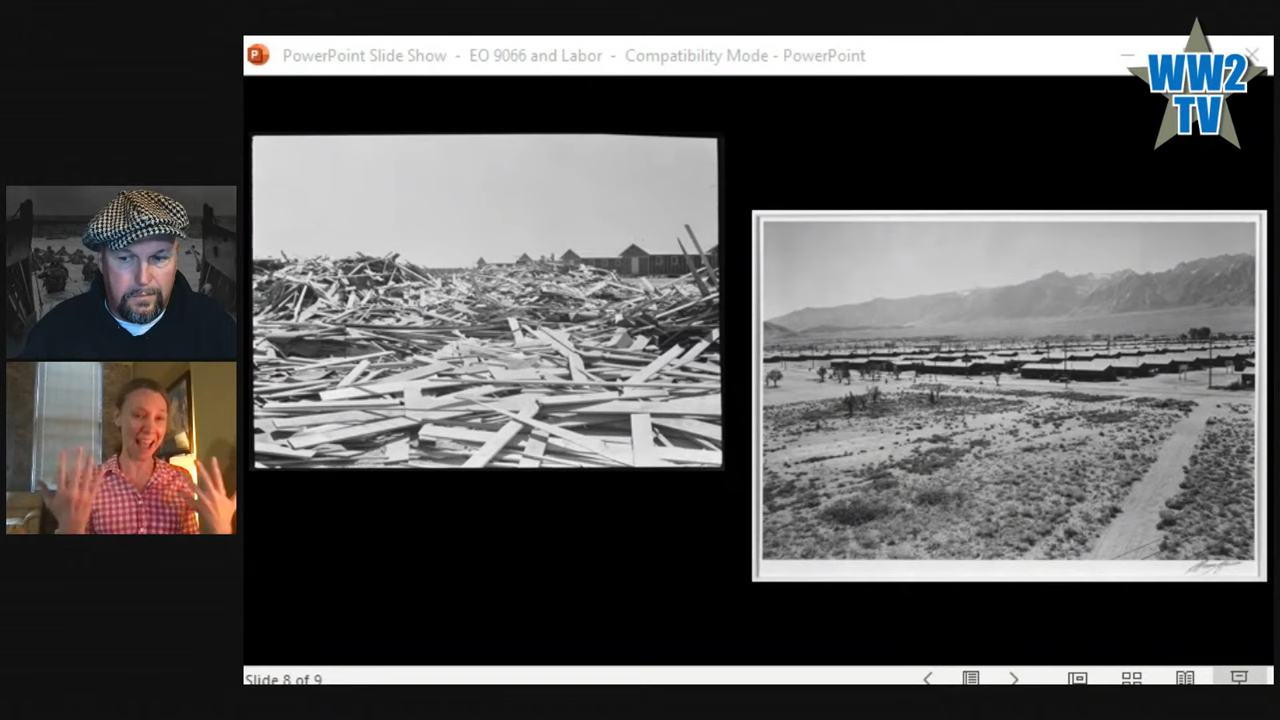 PowerPoint Slide Show - EO 9066 and Labor - Compatibility Mode - PowerPoint
WW2
TV
Slide 8 of 9